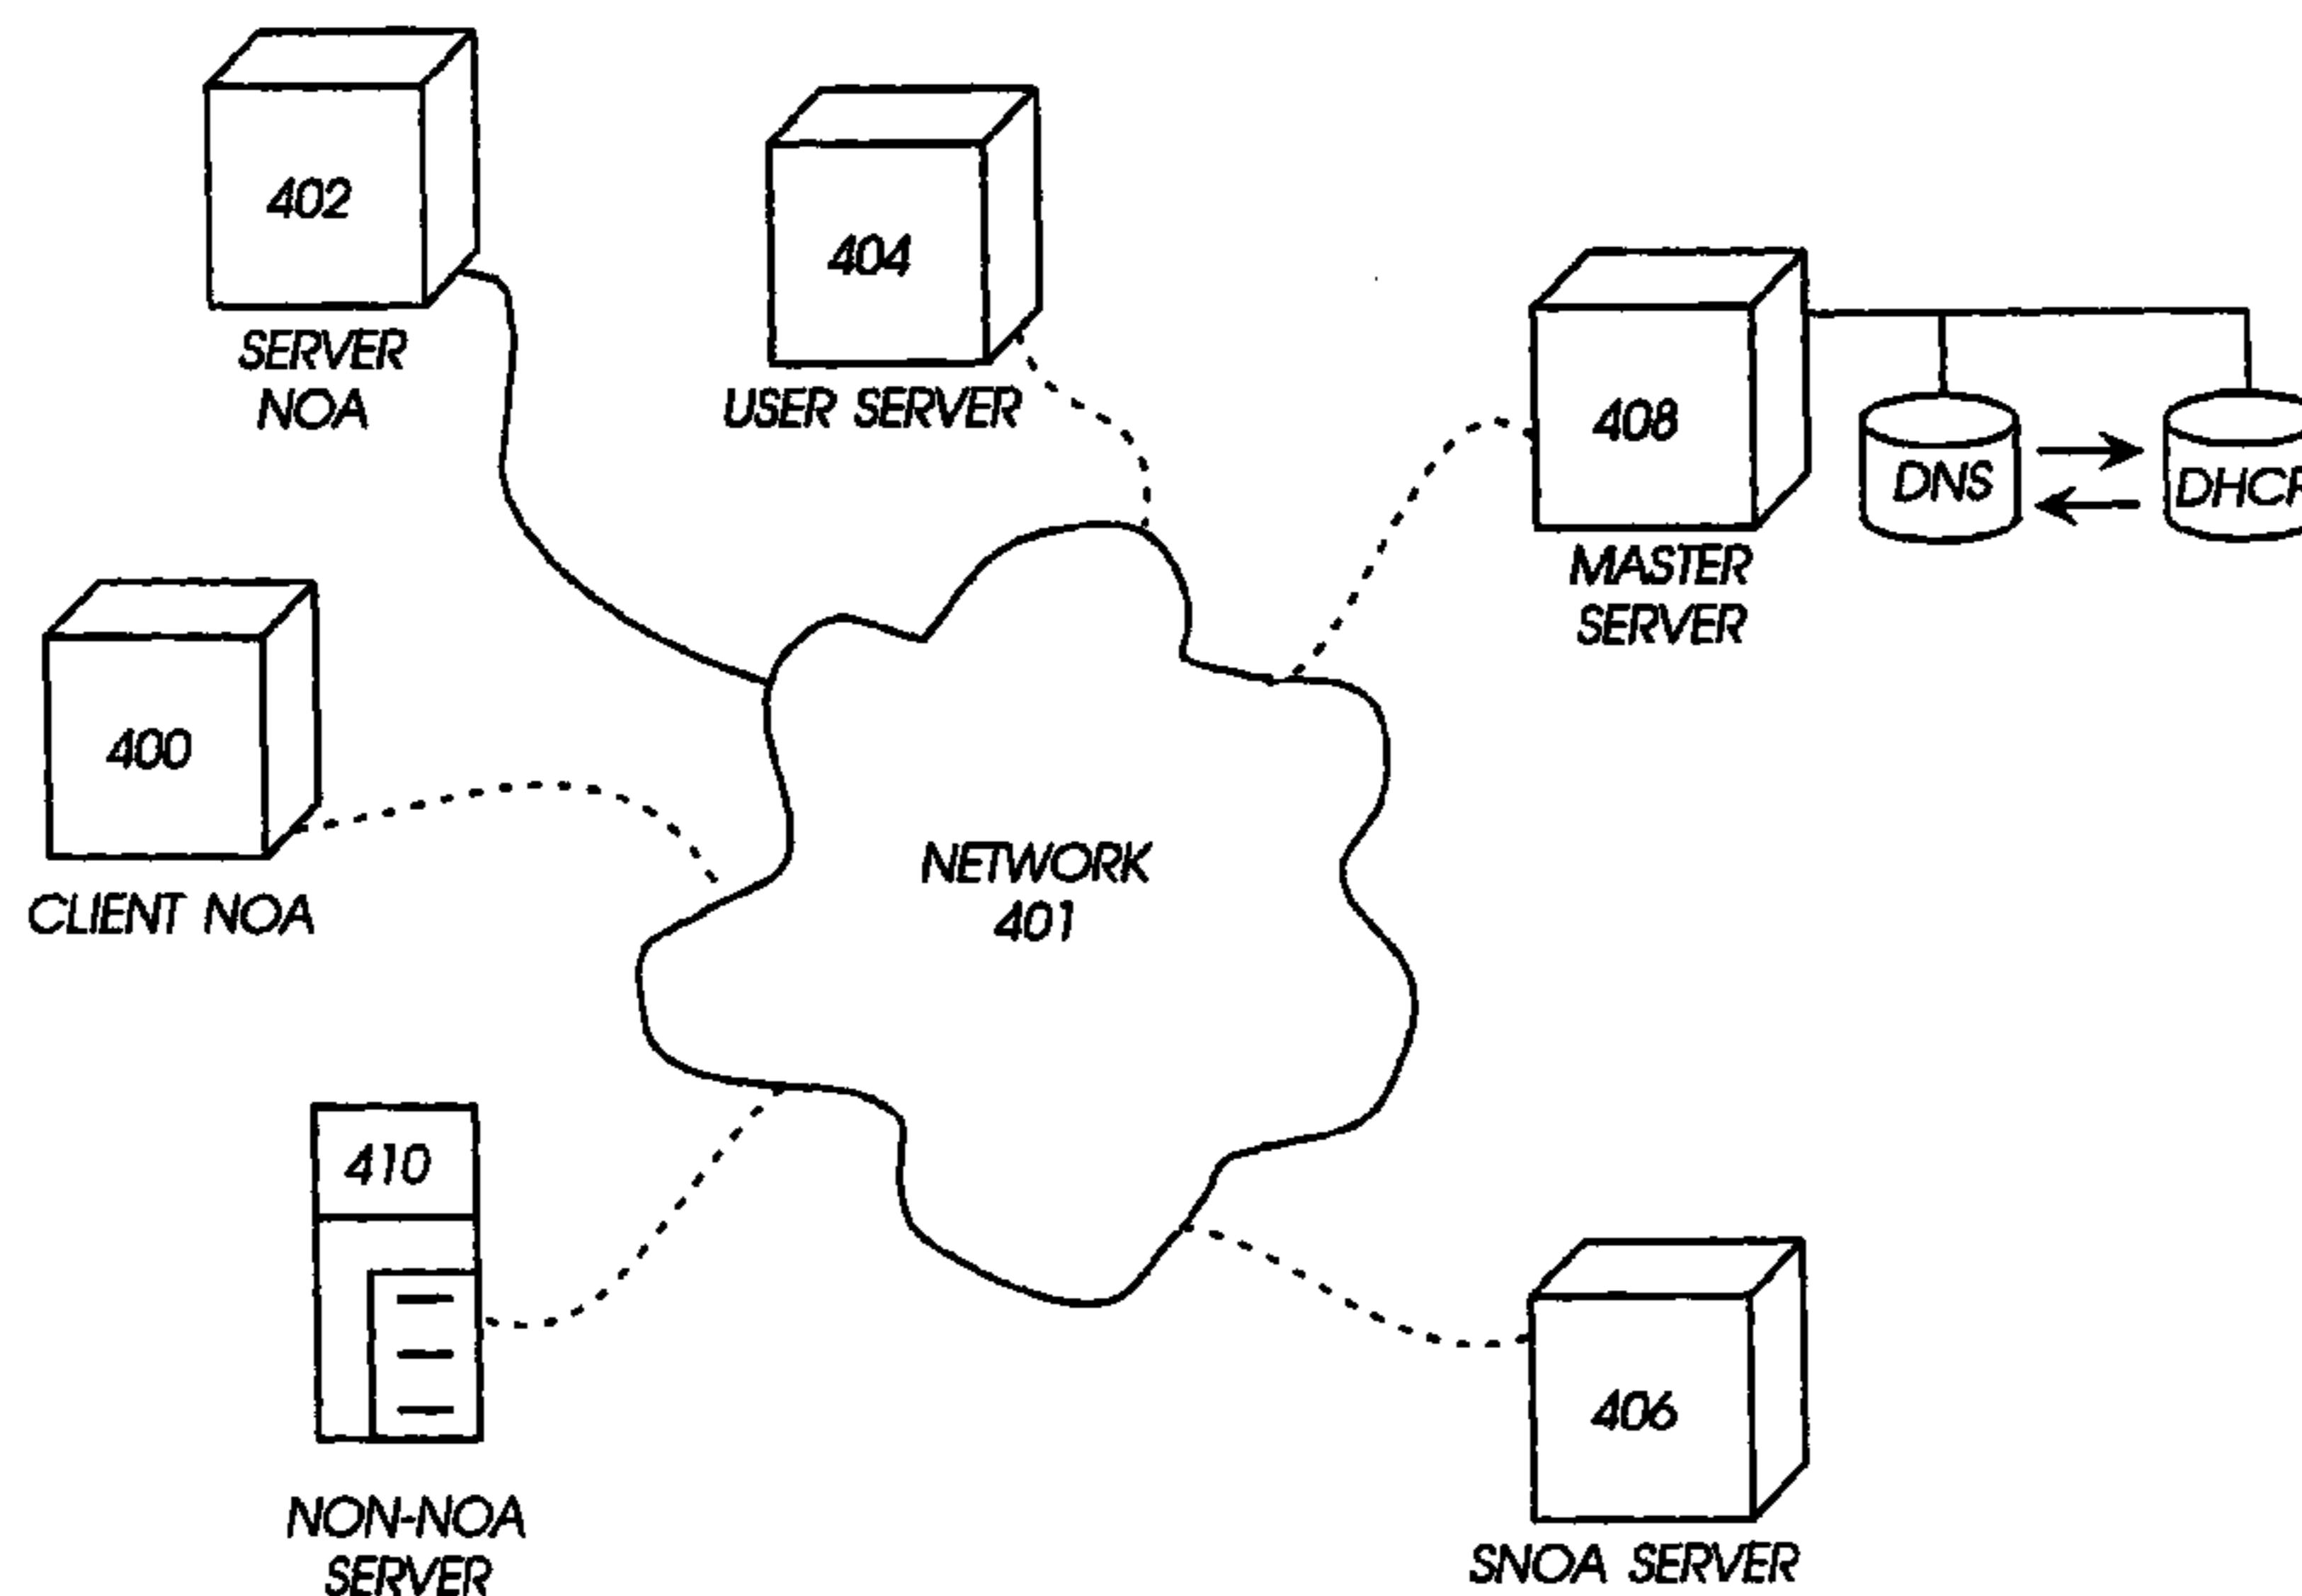 402
SERVER
NOA
404
USER SERVER
408
MASTER
SERVER
DNS
400
CLIENT NOA
NETWORK
401
410
NON-NOA
SERVER
406
SNOA SERVER